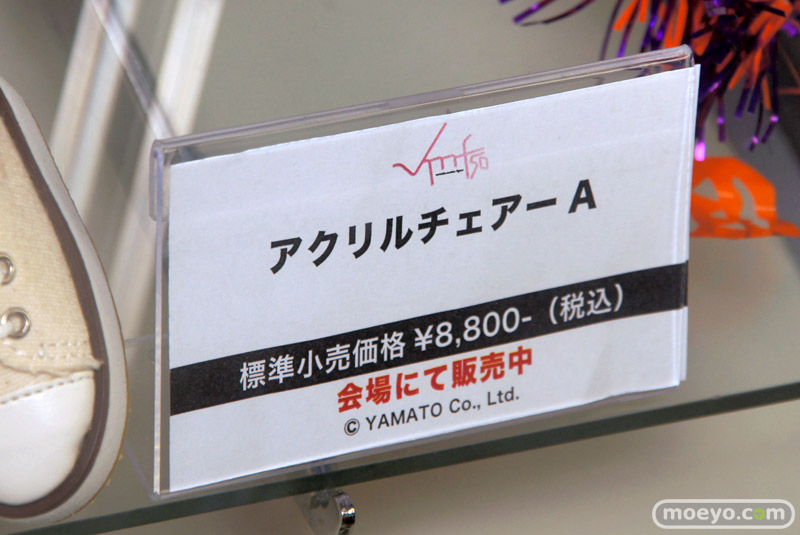 Vmf50
アクリルチェアー A
標準小売価格 ¥8,800-（税込）
会場にて販売中
© YAMATO Co., Ltd.
moeyo.com